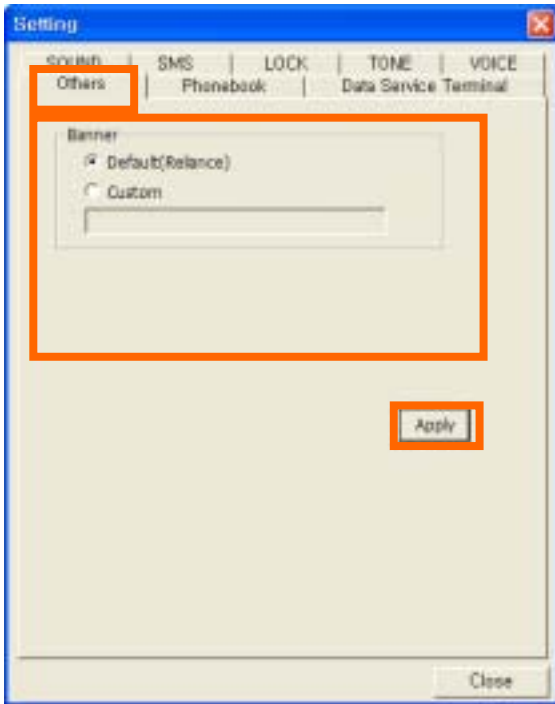 Setting
SOUND SMS LOCK TONE VOICE
Others Phonebook Data Service Terminal
Banner
Default(Relance)
Custom
Apply
Close